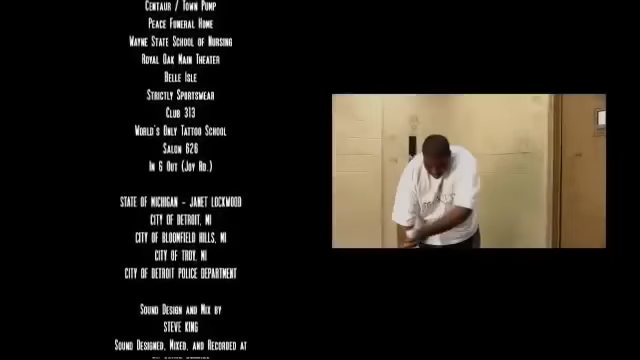 Centaur / Town Pump
Peace Funeral Home
Wayne State School of Nursing
Royal Oak Main Theater
Belle Isle
Strictly Sportswear
Club 313
World's Only Tattoo School
Salon 626
In & Out (Joy Rd.)
STATE OF MICHIGAN - JANET LOCKWOOD
CITY OF DETROIT, MI
CITY OF BLOOMFIELD HILLS, MI
CITY OF TROY, MI
CITY OF DETROIT POLICE DEPARTMENT
Sound Design and Mix by
STEVE KING
Sound Designed, Mixed, and Recorded at